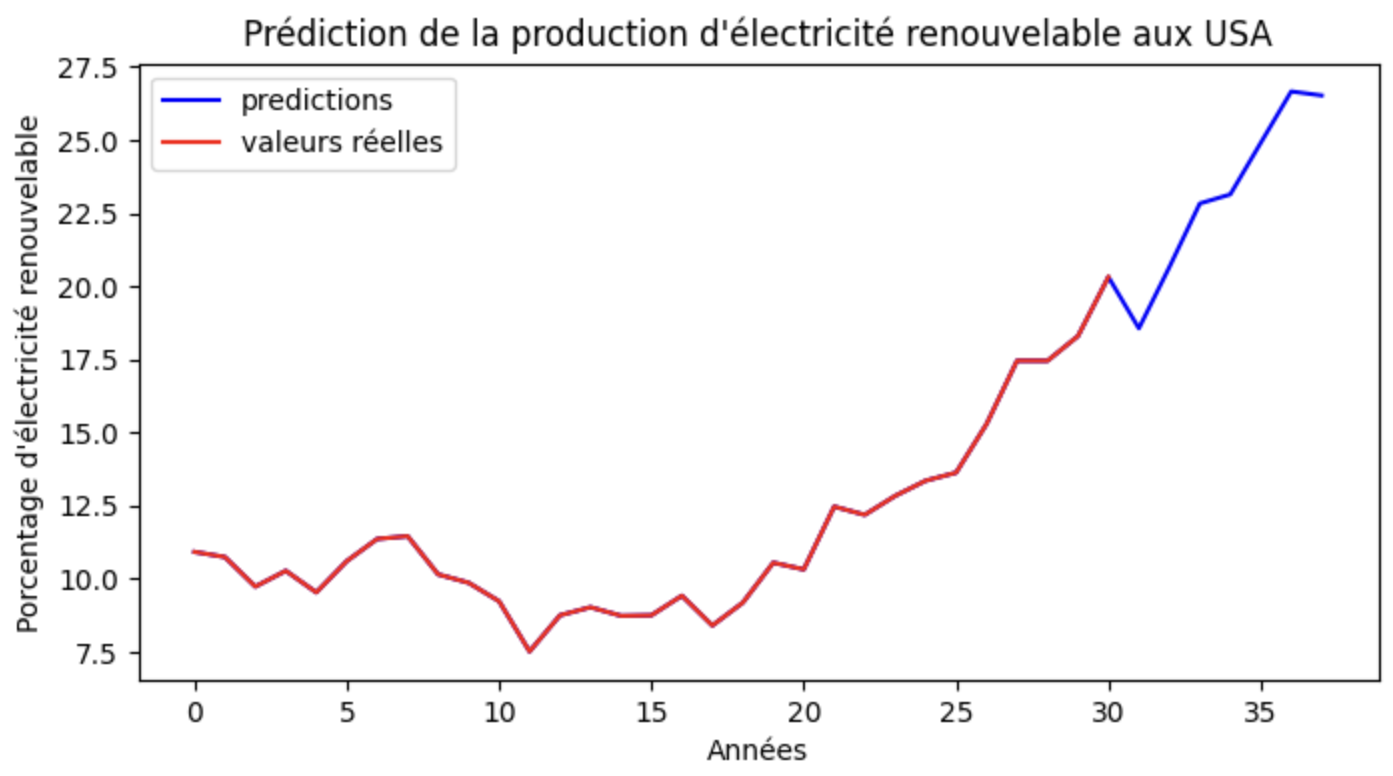 Prédiction de la production d'électricité renouvelable aux USA
predictions
valeurs réelles
Porcentage d'électricité renouvelable
27.5
25.0
22.5
20.0
17.5
15.0
12.5
10.0
7.5
0 5 10 15 20 25 30 35
Années